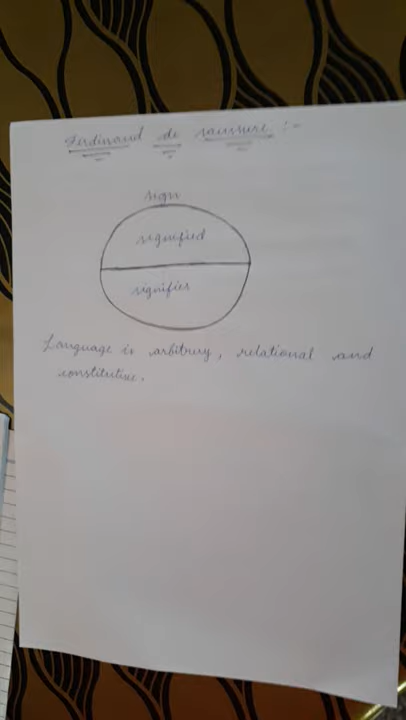 Ferdinand de saussure :-
sign
signified
signifier
Language is arbitrary, relational and
constitutive.